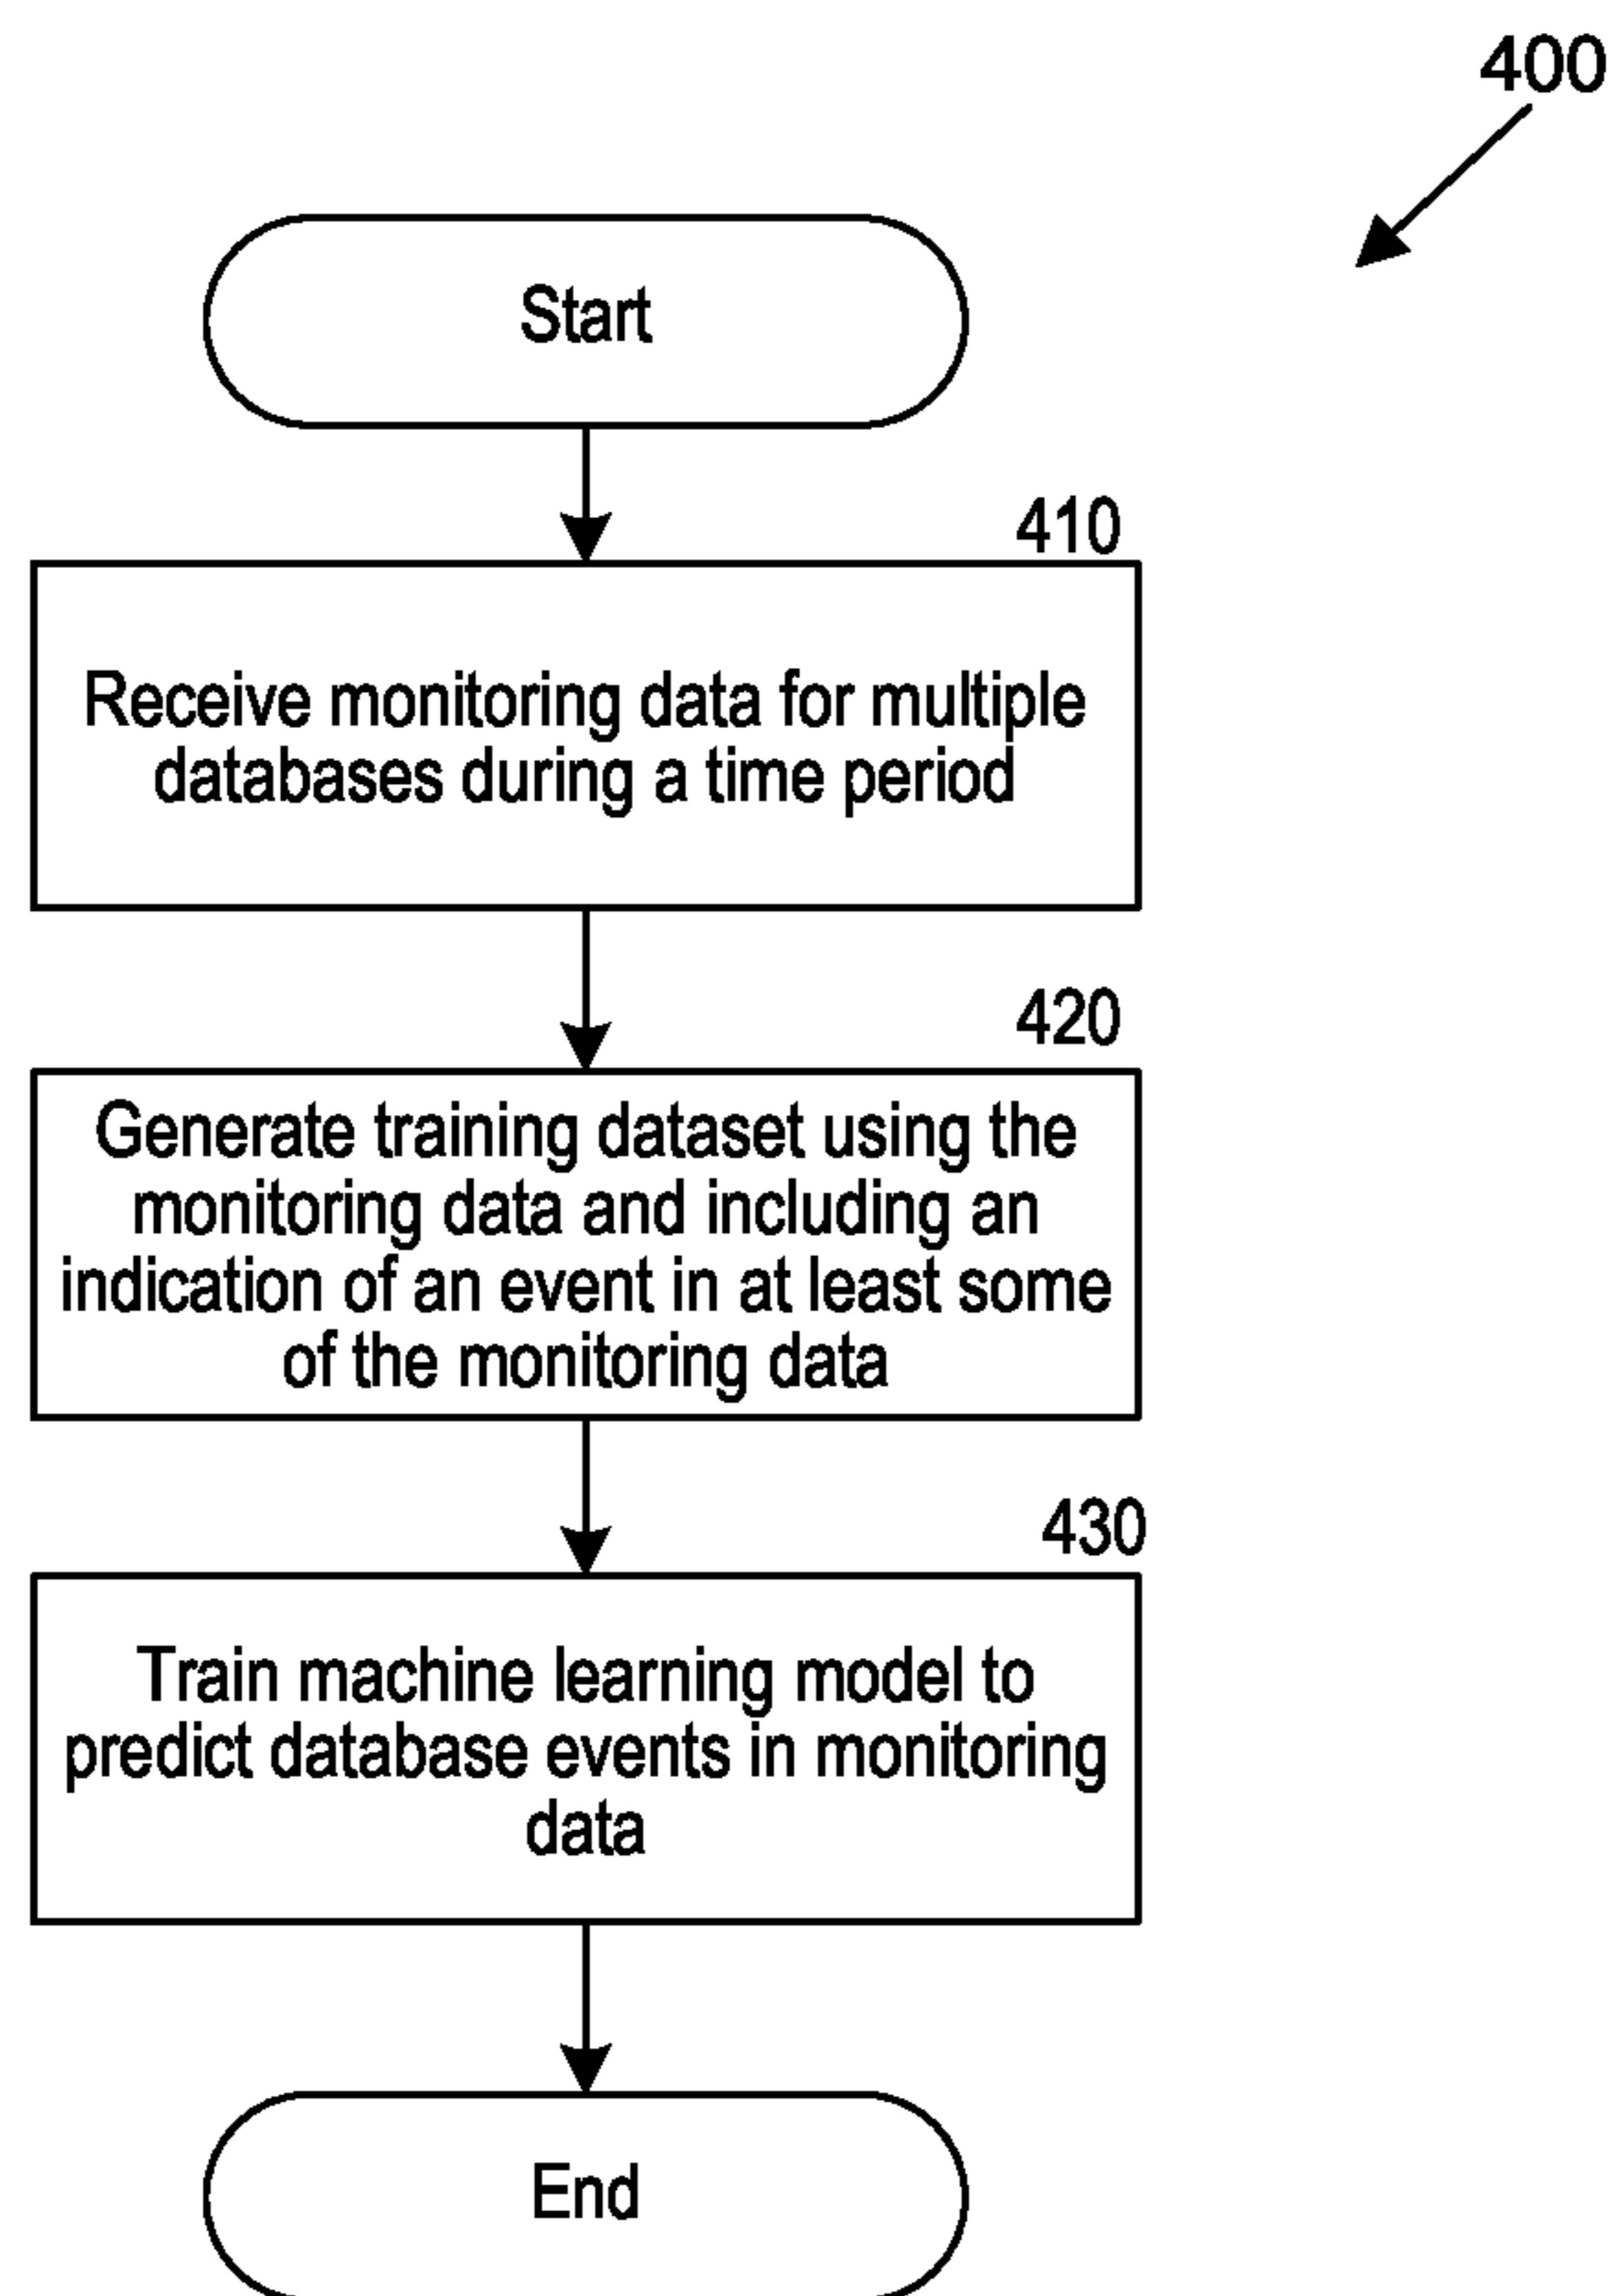 400
Start
410
Receive monitoring data for multiple
databases during a time period
420
Generate training dataset using the
monitoring data and including an
indication of an event in at least some
of the monitoring data
430
Train machine learning model to
predict database events in monitoring
data
End